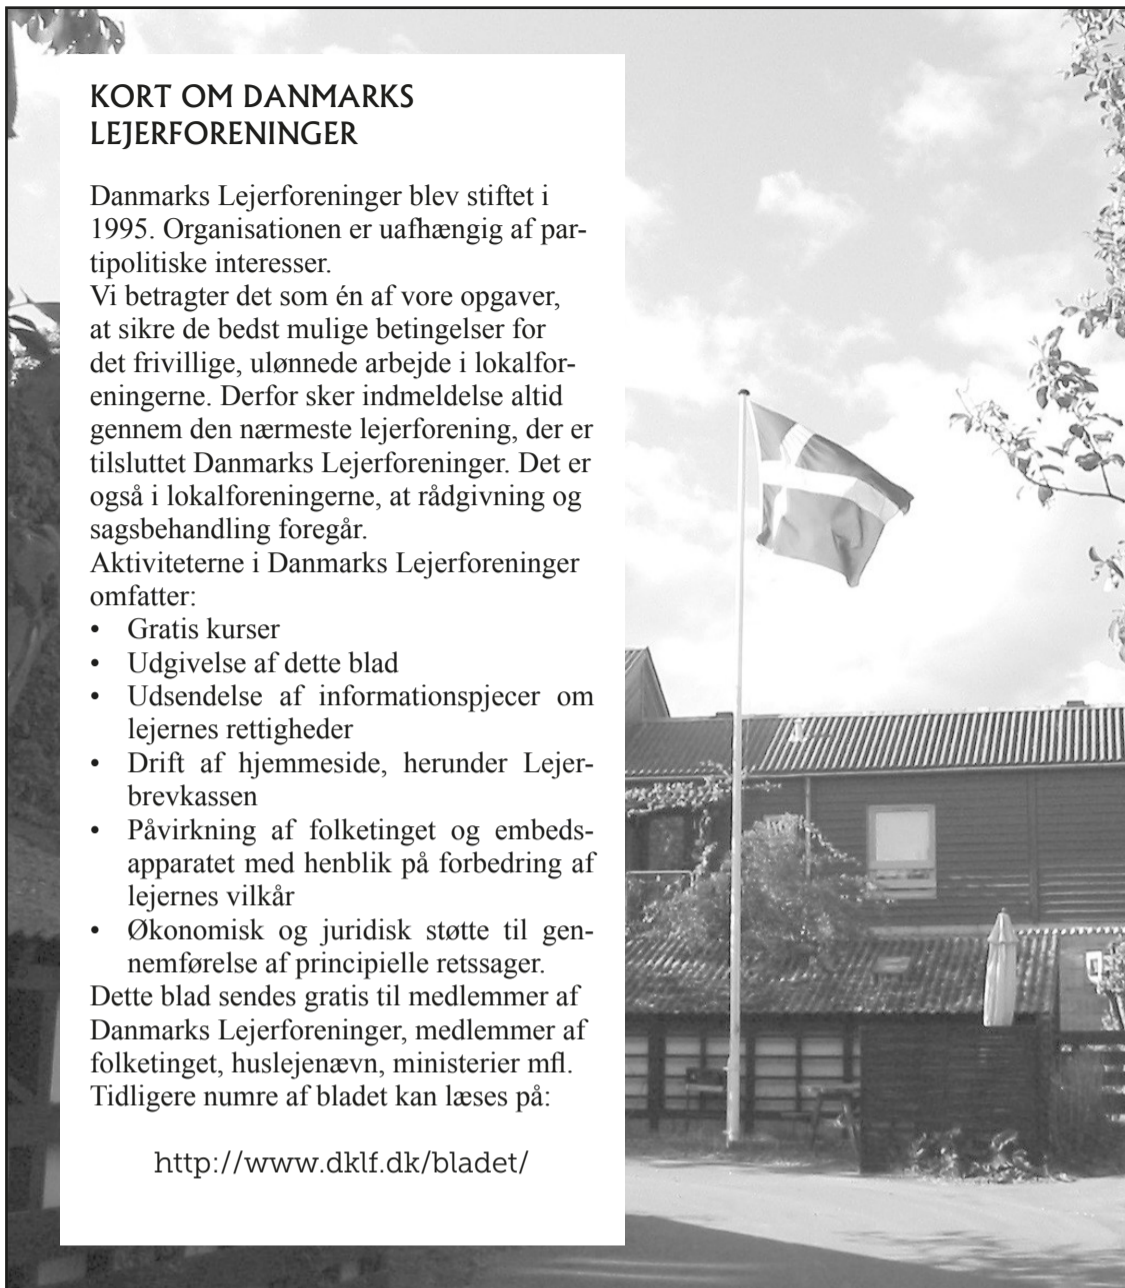 KORT OM DANMARKS
LEJERFORENINGER
Danmarks Lejerforeninger blev stiftet i
1995. Organisationen er uafhængig af par-
tipolitiske interesser.
Vi betragter det som én af vore opgaver,
at sikre de bedst mulige betingelser for
det frivillige, ulønnede arbejde i lokalfor-
eningerne. Derfor sker indmeldelse altid
gennem den nærmeste lejerforening, der er
tilsluttet Danmarks Lejerforeninger. Det er
også i lokalforeningerne, at rådgivning og
sagsbehandling foregår.
Aktiviteterne i Danmarks Lejerforeninger
omfatter:
• Gratis kurser
• Udgivelse af dette blad
• Udsendelse af informationspjecer om
lejernes rettigheder
• Drift af hjemmeside, herunder Lejer-
brevkassen
• Påvirkning af folketinget og embeds-
apparatet med henblik på forbedring af
lejernes vilkår
• Økonomisk og juridisk støtte til gen-
nemførelse af principielle retssager.
Dette blad sendes gratis til medlemmer af
Danmarks Lejerforeninger, medlemmer af
folketinget, huslejenævn, ministerier mfl.
Tidligere numre af bladet kan læses på:
http://www.dklf.dk/bladet/